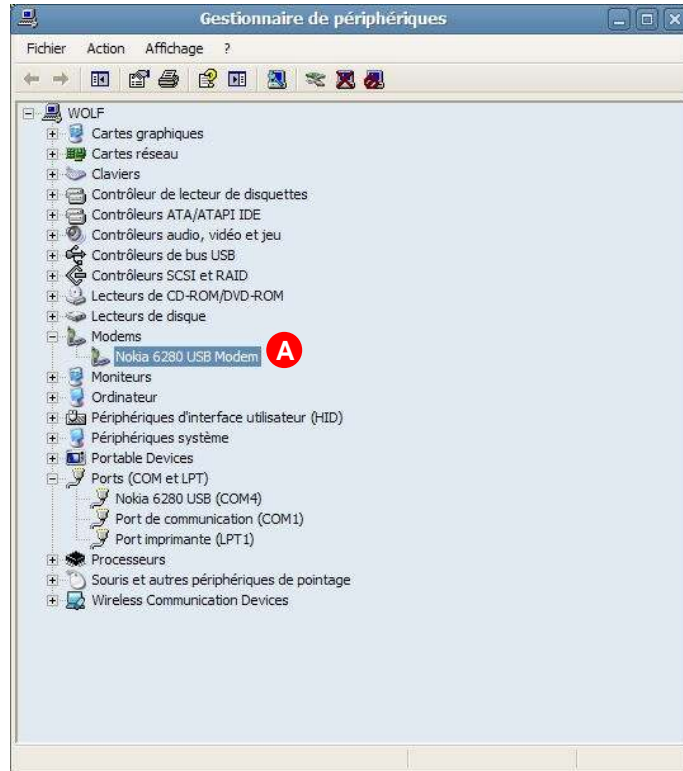 Gestionnaire de périphériques
Fichier Action Affichage ?
WOLF
Cartes graphiques
Cartes réseau
Claviers
Contrôleur de lecteur de disquettes
Contrôleurs ATA/ATAPI IDE
Contrôleurs audio, vidéo et jeu
Contrôleurs de bus USB
Contrôleurs SCSI et RAID
Lecteurs de CD-ROM/DVD-ROM
Lecteurs de disque
Modems
Nokia 6280 USB Modem A
Moniteurs
Ordinateur
Périphériques d'interface utilisateur (HID)
Périphériques système
Portable Devices
Ports (COM et LPT)
Nokia 6280 USB (COM4)
Port de communication (COM1)
Port imprimante (LPT1)
Processeurs
Souris et autres périphériques de pointage
Wireless Communication Devices